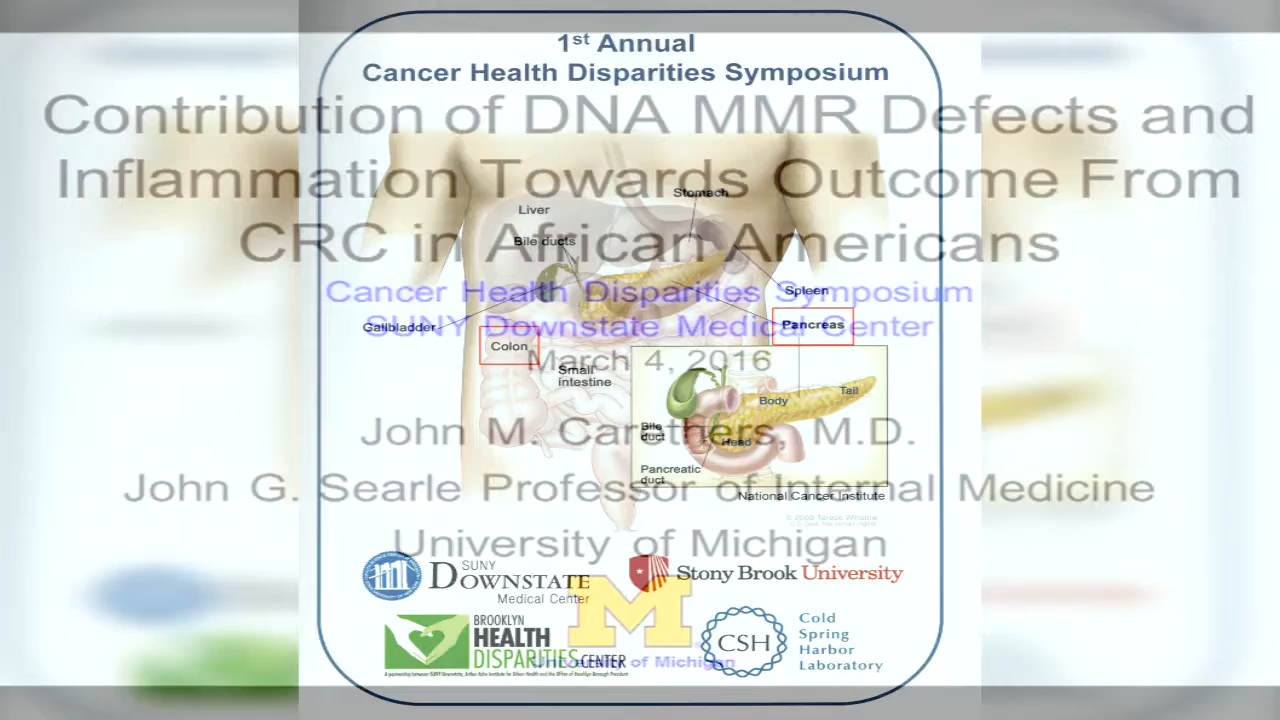 1st Annual
Cancer Health Disparities Symposium
Contribution of DNA MMR Defects and
Inflammation Towards Outcome From
CRC in African Americans
Cancer Health Disparities Symposium
SUNY Downstate Medical Center
March 4, 2016
John M. Carethers, M.D.
John G. Searle Professor of Internal Medicine
University of Michigan
University of Michigan
Stomach
Liver
Bile ducts
Spleen
Gallbladder
Pancreas
Colon
Small
intestine
Tail
Body
Bile
duct
Head
Pancreatic
duct
National Cancer Institute
© 2009 Terese Winslow
SUNY
DOWNSTATE
Medical Center
Stony Brook University
BROOKLYN
HEALTH
DISPARITIES CENTER
CSH
Cold
Spring
Harbor
Laboratory